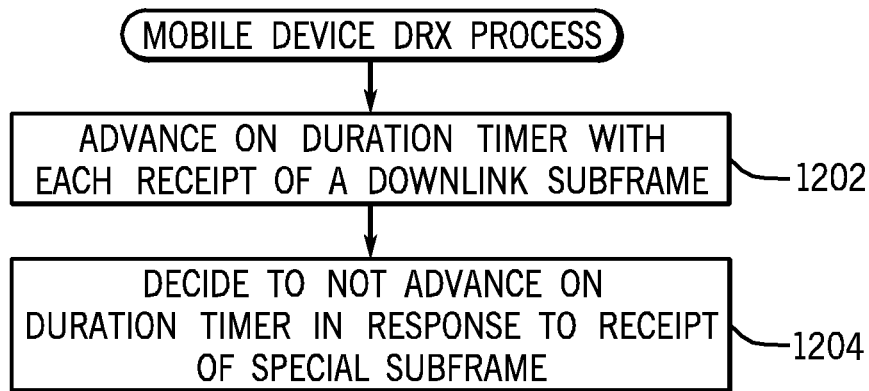 MOBILE DEVICE DRX PROCESS
ADVANCE ON DURATION TIMER WITH
EACH RECEIPT OF A DOWNLINK SUBFRAME
1202
DECIDE TO NOT ADVANCE ON
DURATION TIMER IN RESPONSE TO RECEIPT
OF SPECIAL SUBFRAME
1204